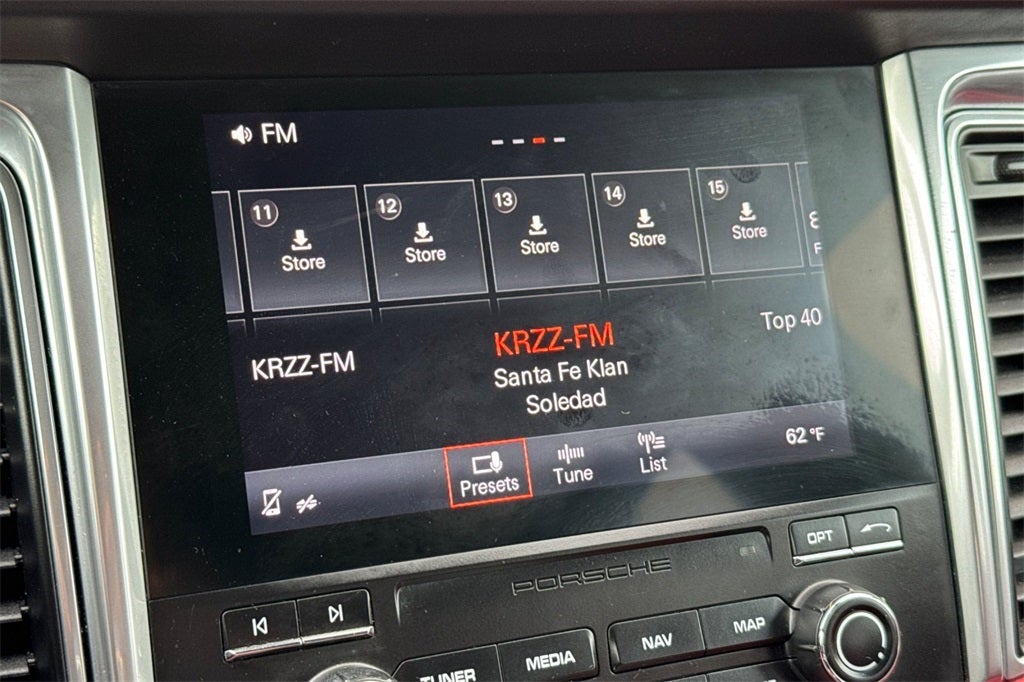 FM
11 12 13 14 15
Store Store Store Store Store
KRZZ-FM
Top 40
KRZZ-FM
Santa Fe Klan
Soledad
Presets Tune List
62 °F
PORSCHE
OPT
TUNER MEDIA NAV MAP